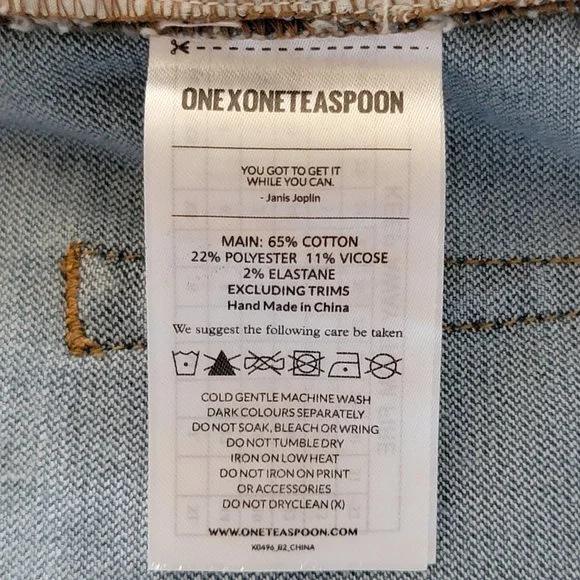 ONEXONETEASPOON
YOU GOT TO GET IT
WHILE YOU CAN.
- Janis Joplin
MAIN: 65% COTTON
22% POLYESTER 11% VICOSE
2% ELASTANE
EXCLUDING TRIMS
Hand Made in China
We suggest the following care be taken
COLD GENTLE MACHINE WASH
DARK COLOURS SEPARATELY
DO NOT SOAK, BLEACH OR WRING
DO NOT TUMBLE DRY
IRON ON LOW HEAT
DO NOT IRON ON PRINT
OR ACCESSORIES
DO NOT DRYCLEAN (X)
WWW.ONETEASPOON.COM
K0496_B2_CHINA